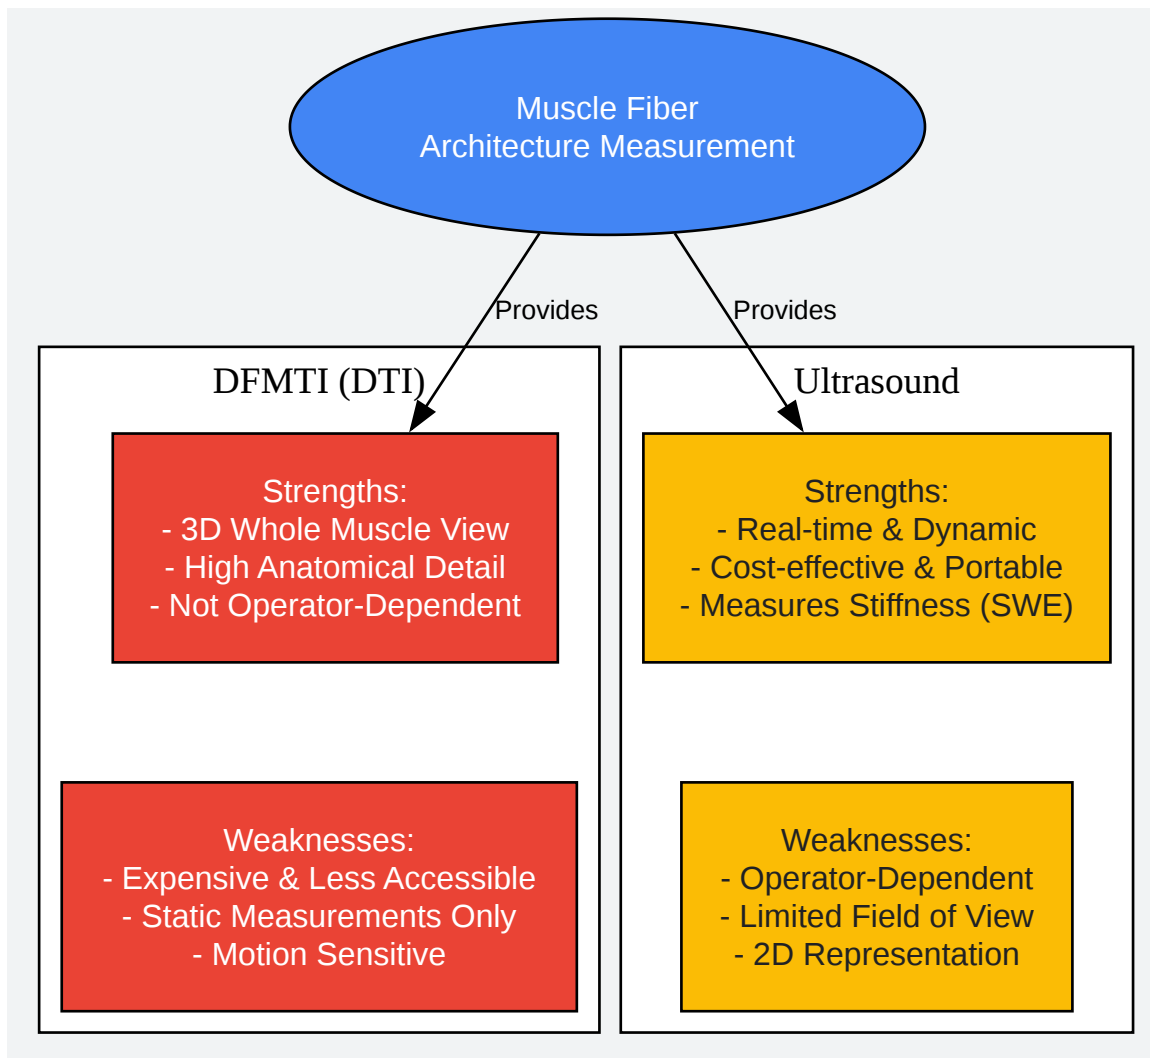 Muscle Fiber
Architecture Measurement
Provides
Provides
DFMTI (DTI)
Strengths:
- 3D Whole Muscle View
- High Anatomical Detail
- Not Operator-Dependent
Weaknesses:
- Expensive & Less Accessible
- Static Measurements Only
- Motion Sensitive
Ultrasound
Strengths:
- Real-time & Dynamic
- Cost-effective & Portable
- Measures Stiffness (SWE)
Weaknesses:
- Operator-Dependent
- Limited Field of View
- 2D Representation